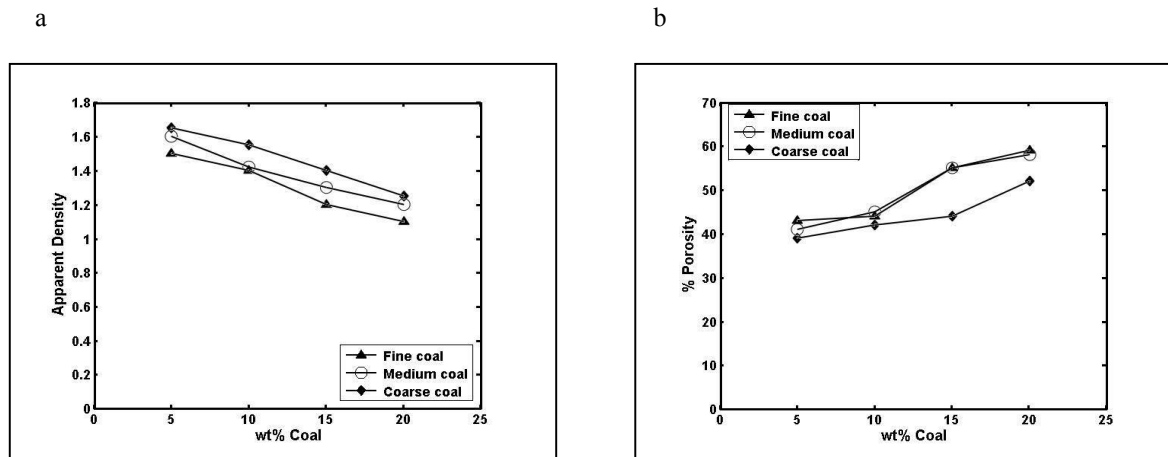 a
b
1.8
1.6
1.4
1.2
1
0.8
0.6
0.4
0.2
0
0
5
10
15
20
25
Apparent Density
wt% Coal
Fine coal
Medium coal
Coarse coal
70
60
50
40
30
20
10
0
0
5
10
15
20
25
% Porosity
wt% Coal
Fine coal
Medium coal
Coarse coal